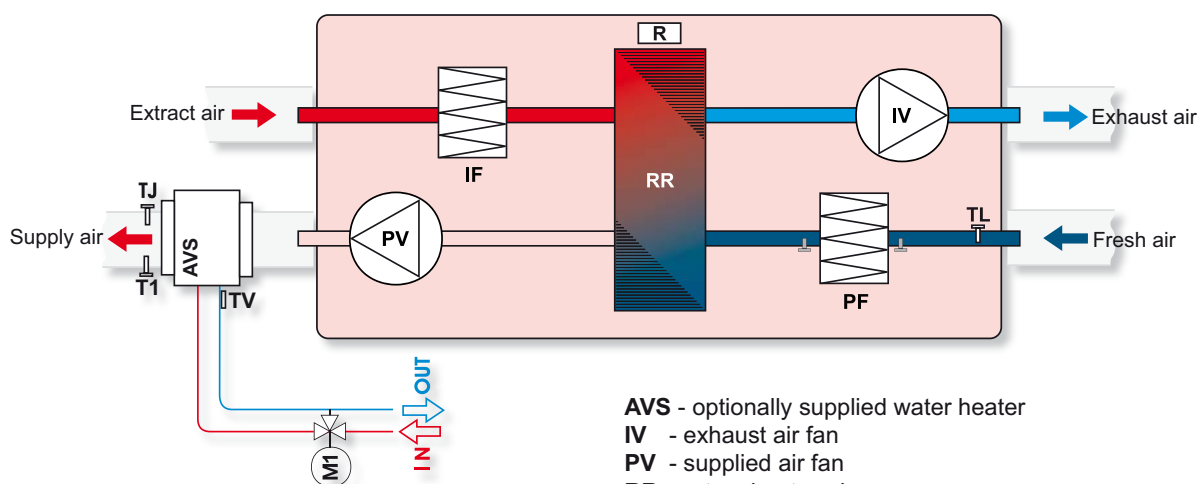 R
Extract air
IV
Exhaust air
IF
RR
TJ
TL
Supply air
AVS
PV
Fresh air
T1
TV
PF
OUT
IN
M1
AVS - optionally supplied water heater
IV - exhaust air fan
PV - supplied air fan